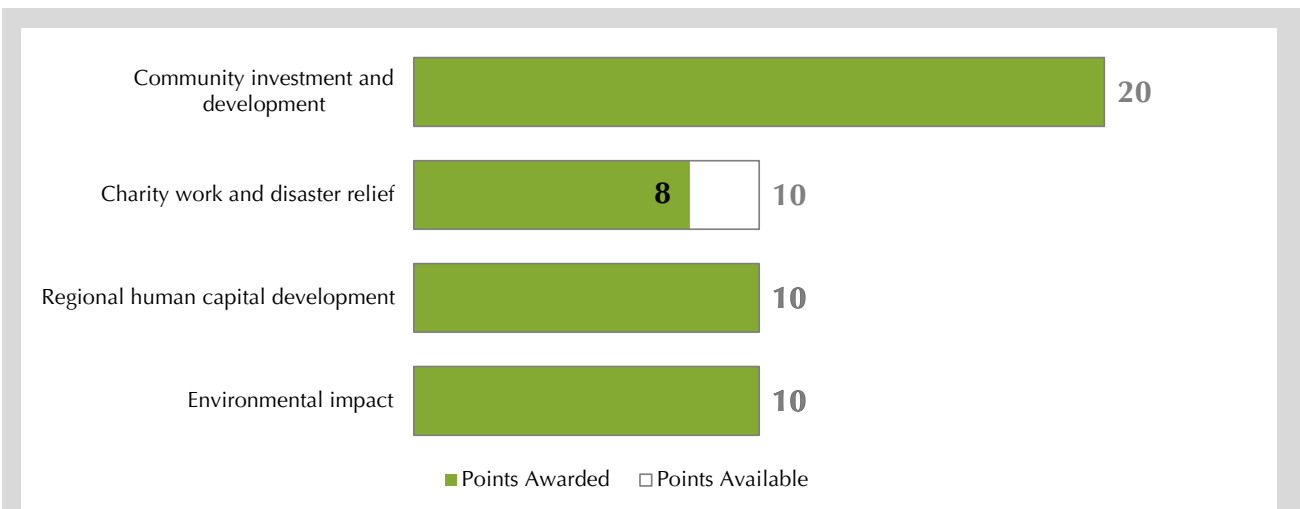 Community investment and
development
20
Charity work and disaster relief
8
10
Regional human capital development
10
Environmental impact
10
Points Awarded
Points Available